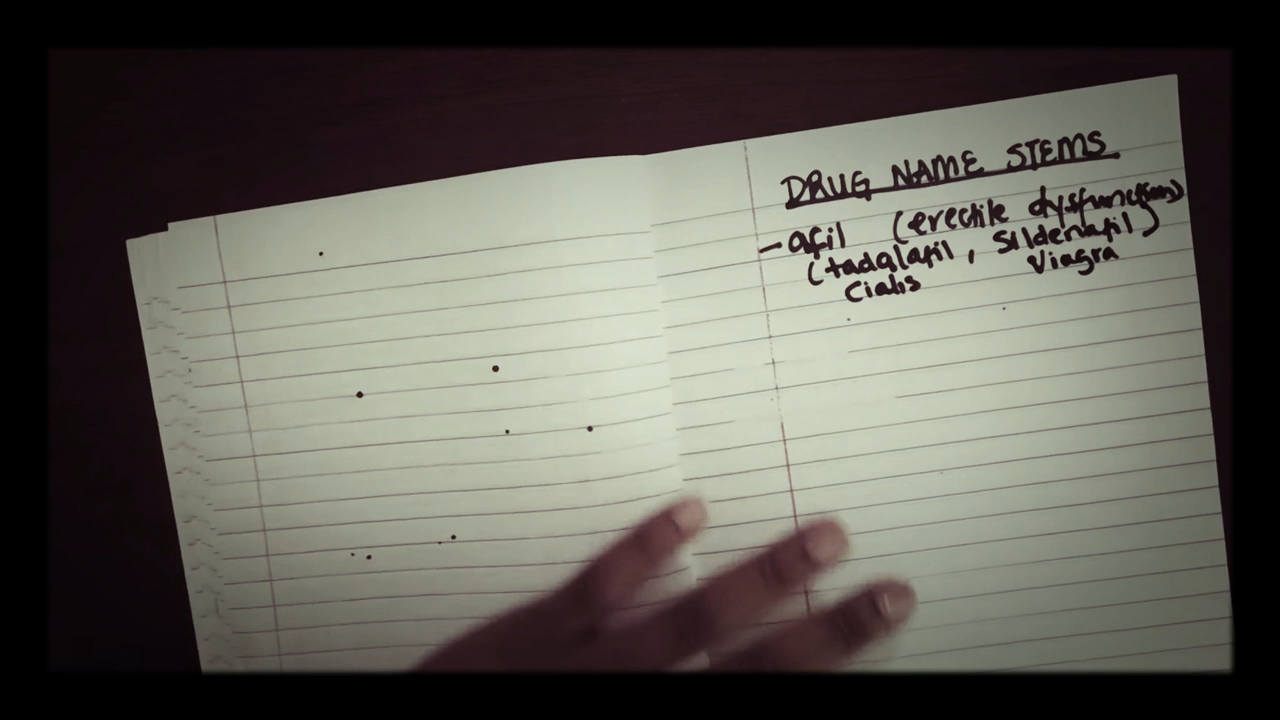 DRUG NAME STEMS
-afil (erectile dysfunction)
(tadalafil, sildenafil)
Cialis Viagra